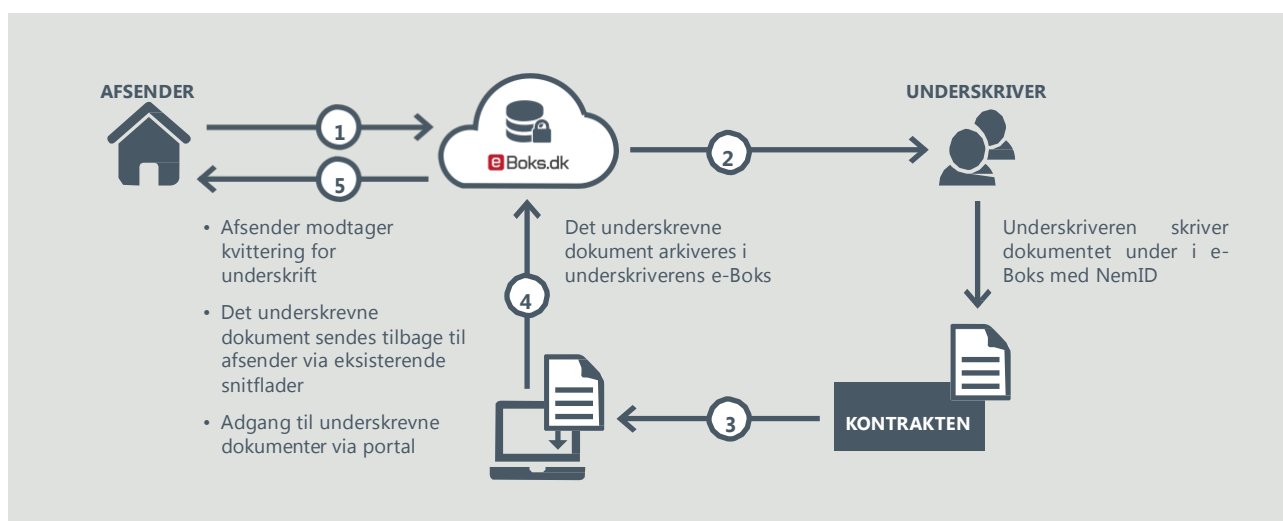 AFSENDER
UNDERSKRIVER
1
5
e Boks.dk
2
• Afsender modtager
kvittering for
underskrift
• Det underskrevne
dokument sendes tilbage til
afsender via eksisterende
snitflader
• Adgang til underskrevne
dokumenter via portal
4
Det underskrevne
dokument arkiveres i
underskriverens e-Boks
Underskriveren skriver
dokumentet under i e-
Boks med NemID
3
KONTRAKTEN